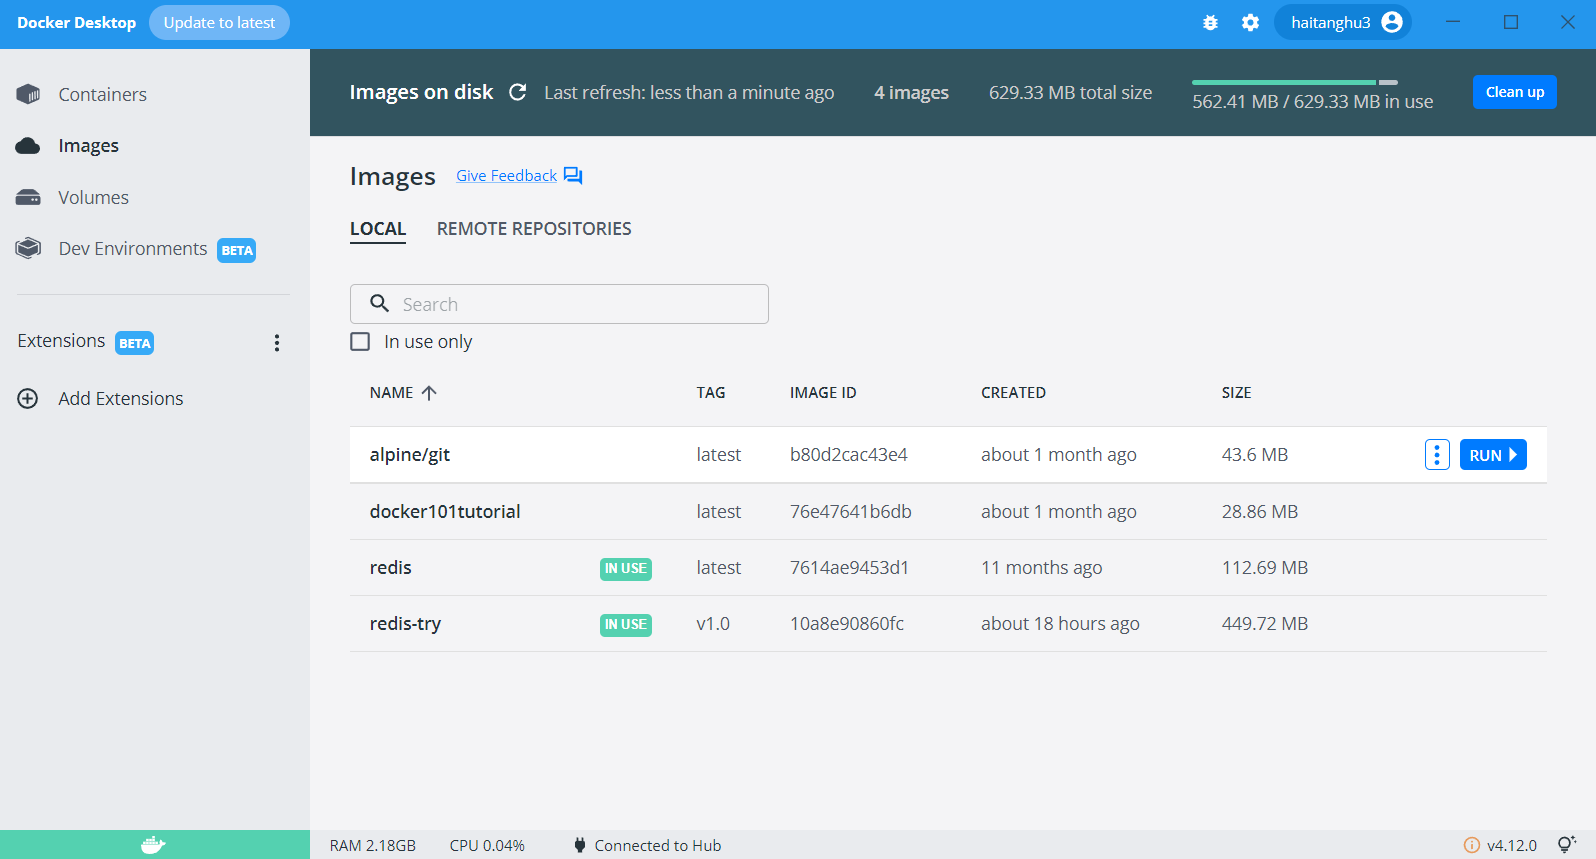 Docker Desktop Update to latest haitanghu3
Containers
Images
Volumes
Dev Environments BETA
Extensions BETA
Add Extensions
Images on disk Last refresh: less than a minute ago 4 images 629.33 MB total size 562.41 MB / 629.33 MB in use Clean up
Images Give Feedback
LOCAL REMOTE REPOSITORIES
Search
In use only
NAME TAG IMAGE ID CREATED SIZE
alpine/git latest b80d2cac43e4 about 1 month ago 43.6 MB RUN
docker101tutorial latest 76e47641b6db about 1 month ago 28.86 MB
redis IN USE latest 7614ae9453d1 11 months ago 112.69 MB
redis-try IN USE v1.0 10a8e90860fc about 18 hours ago 449.72 MB
RAM 2.18GB CPU 0.04% Connected to Hub v4.12.0